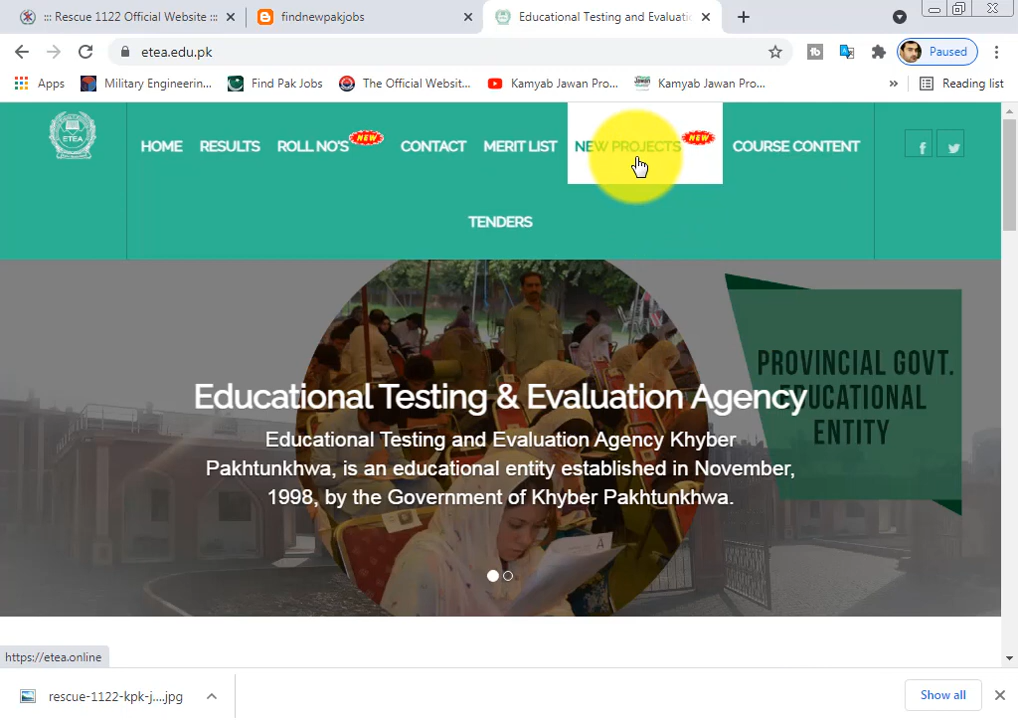 ::: Rescue 1122 Official Website :::
findnewpakjobs
Educational Testing and Evaluati
etea.edu.pk
Paused
Apps
Military Engineerin...
Find Pak Jobs
The Official Websit...
Kamyab Jawan Pro...
Kamyab Jawan Pro...
»
Reading list
ETEA
HOME
RESULTS
ROLL NO'S
NEW
CONTACT
MERIT LIST
NEW PROJECTS
NEW
COURSE CONTENT
TENDERS
PROVINCIAL GOVT.
EDUCATIONAL
ENTITY
Educational Testing & Evaluation Agency
Educational Testing and Evaluation Agency Khyber
Pakhtunkhwa, is an educational entity established in November,
1998, by the Government of Khyber Pakhtunkhwa.
A
https://etea.online
rescue-1122-kpk-j....jpg
Show all